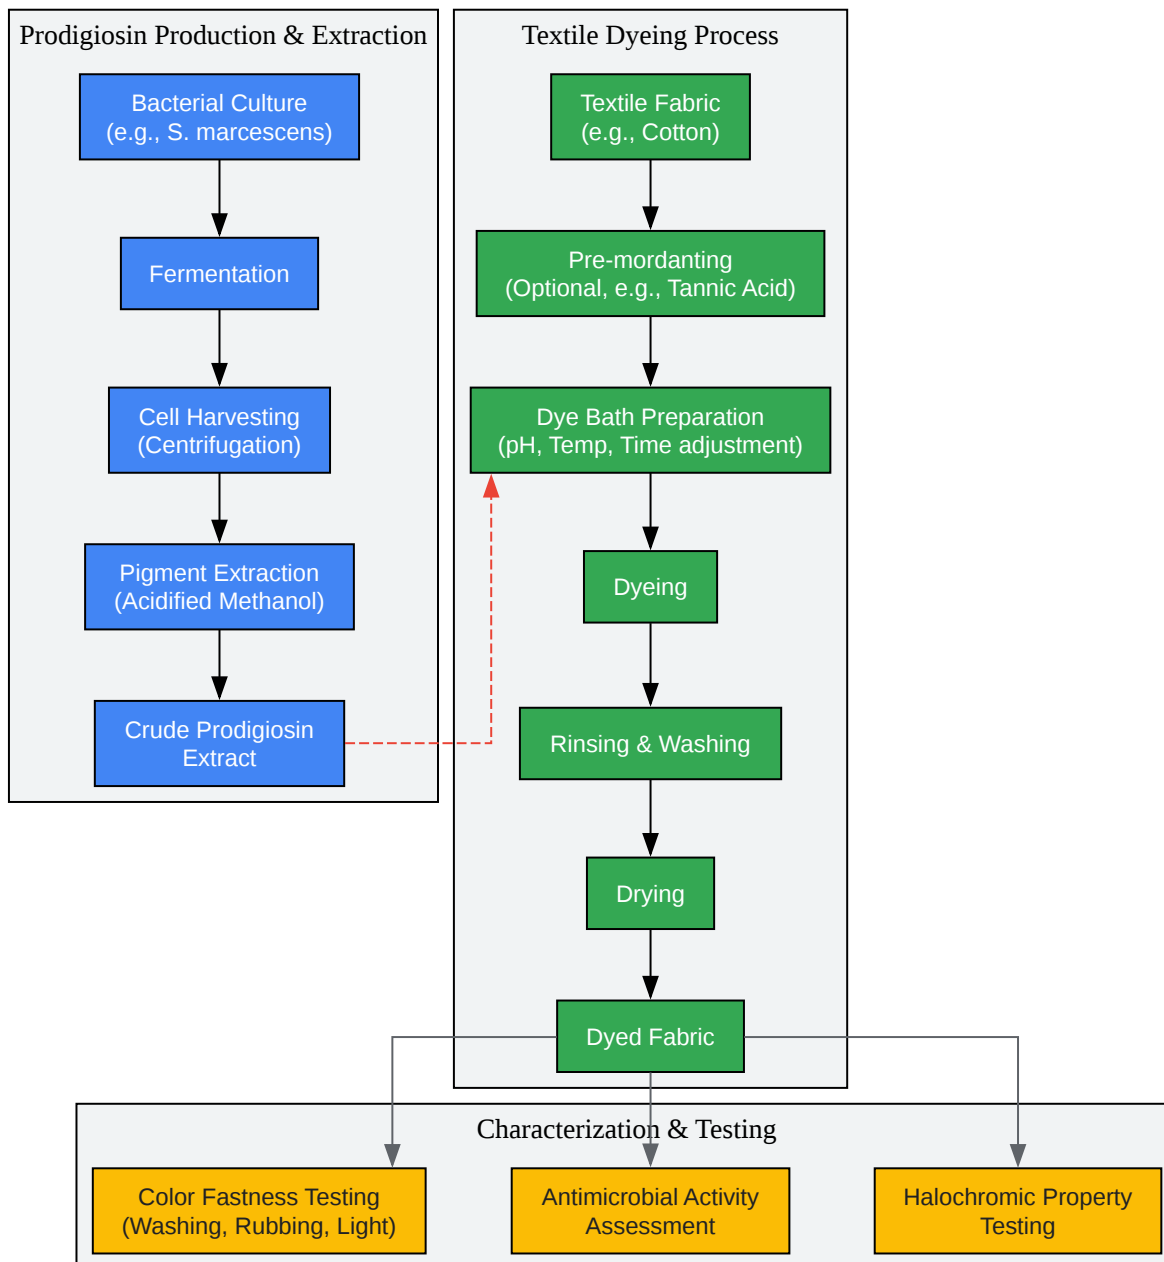 Prodigiosin Production & Extraction
Bacterial Culture
(e.g., S. marcescens)
Fermentation
Cell Harvesting
(Centrifugation)
Pigment Extraction
(Acidified Methanol)
Crude Prodigiosin
Extract
Textile Dyeing Process
Textile Fabric
(e.g., Cotton)
Pre-mordanting
(Optional, e.g., Tannic Acid)
Dye Bath Preparation
(pH, Temp, Time adjustment)
Dyeing
Rinsing & Washing
Drying
Dyed Fabric
Characterization & Testing
Color Fastness Testing
(Washing, Rubbing, Light)
Antimicrobial Activity
Assessment
Halochromic Property
Testing